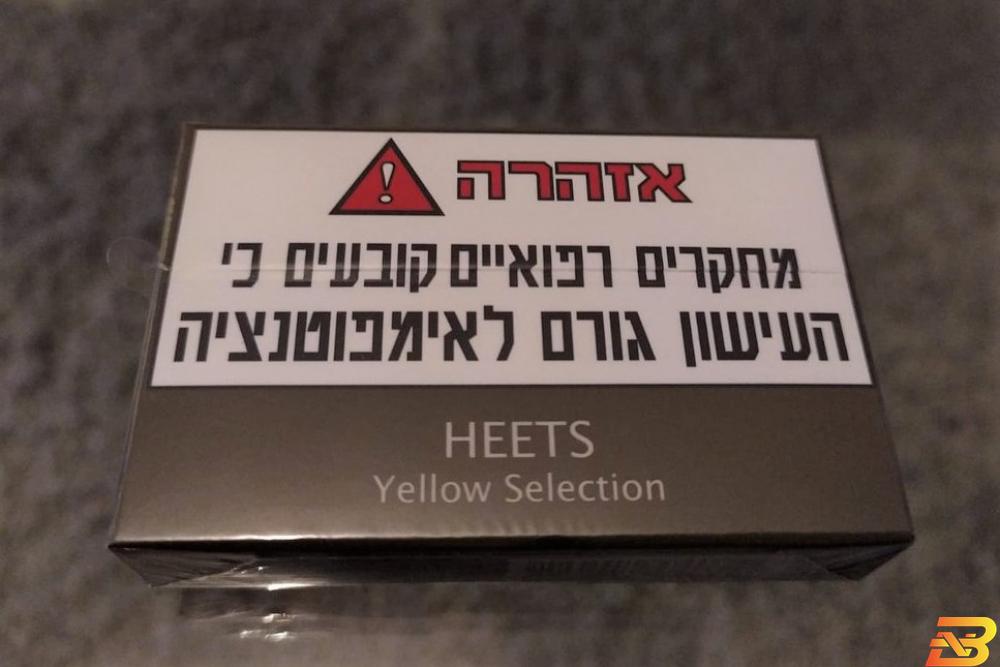 אזהרה
מחקרים רפואיים קובעים כי
העישון גורם לאימפוטנציה
HEETS
Yellow Selection